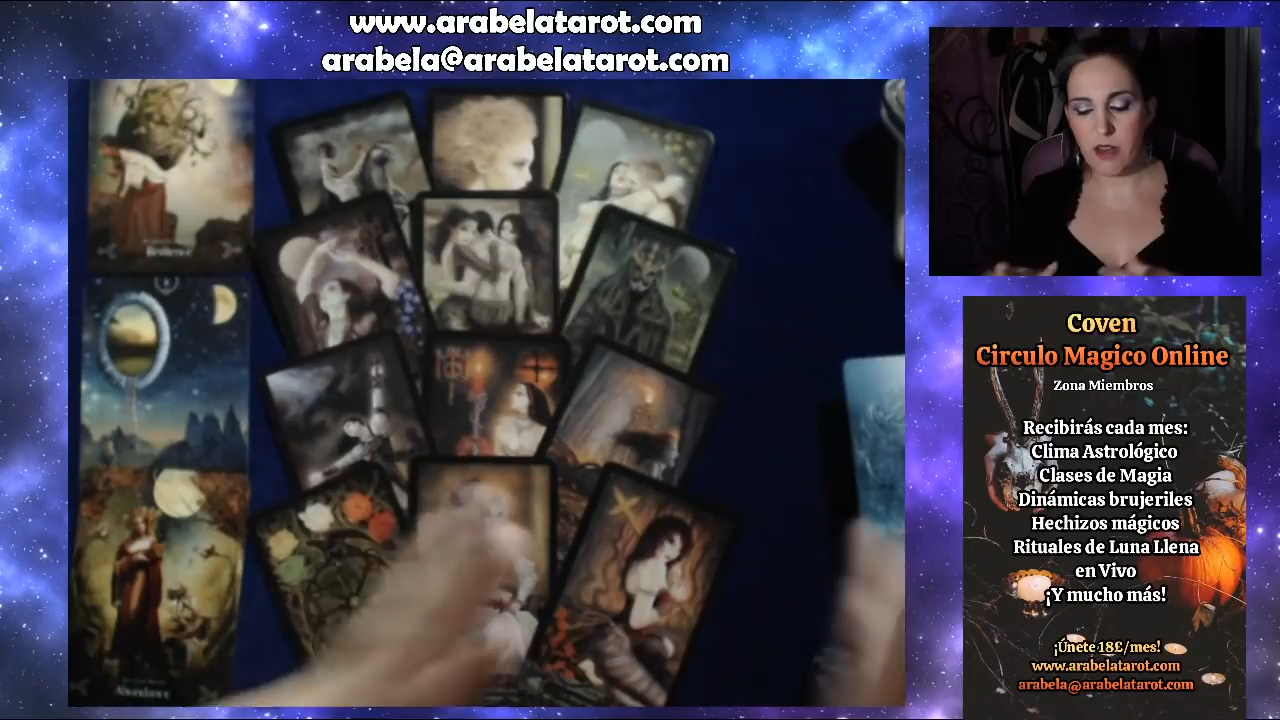 www.arabelatarot.com
arabela@arabelatarot.com
Resilience
Abundance
Coven
Circulo Magico Online
Zona Miembros
Recibirás cada mes:
Clima Astrológico
Clases de Magia
Dinámicas brujeriles
Hechizos mágicos
Rituales de Luna Llena
en Vivo
¡Y mucho más!
¡Únete 18£/mes!
www.arabelatarot.com
arabela@arabelatarot.com